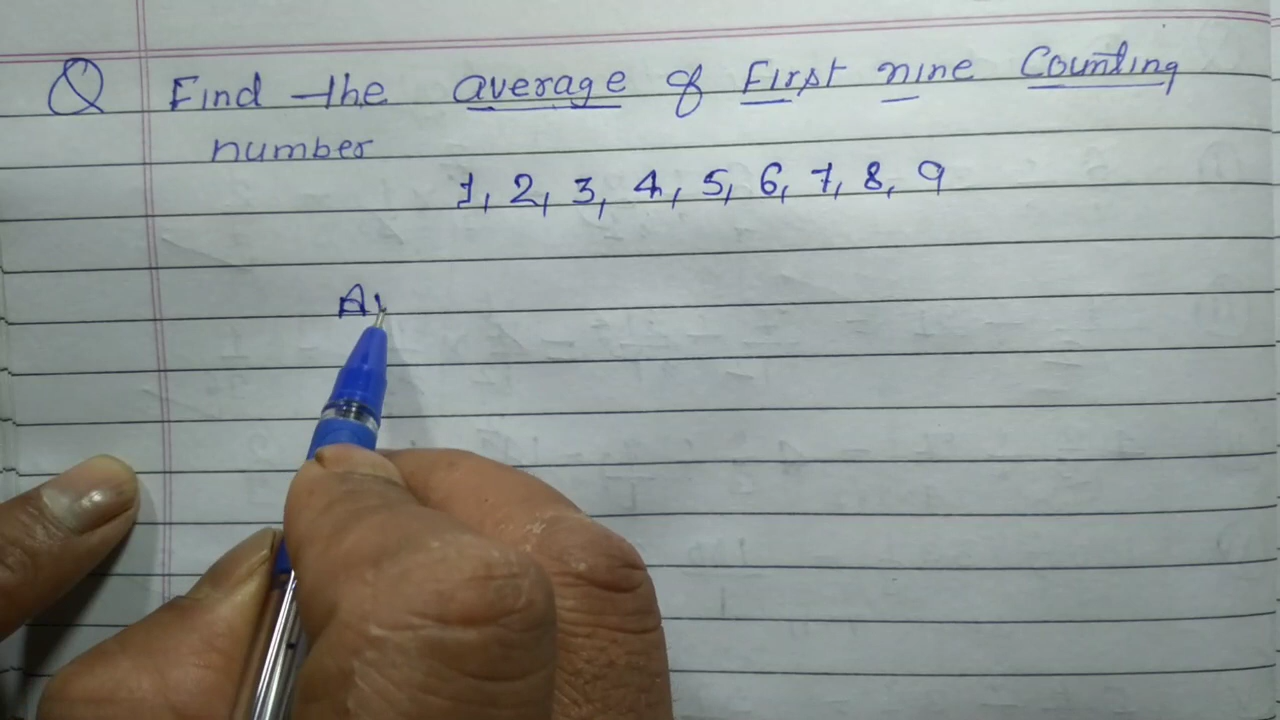 Q Find the average of First nine Counting
number
1, 2, 3, 4, 5, 6, 7, 8, 9
A